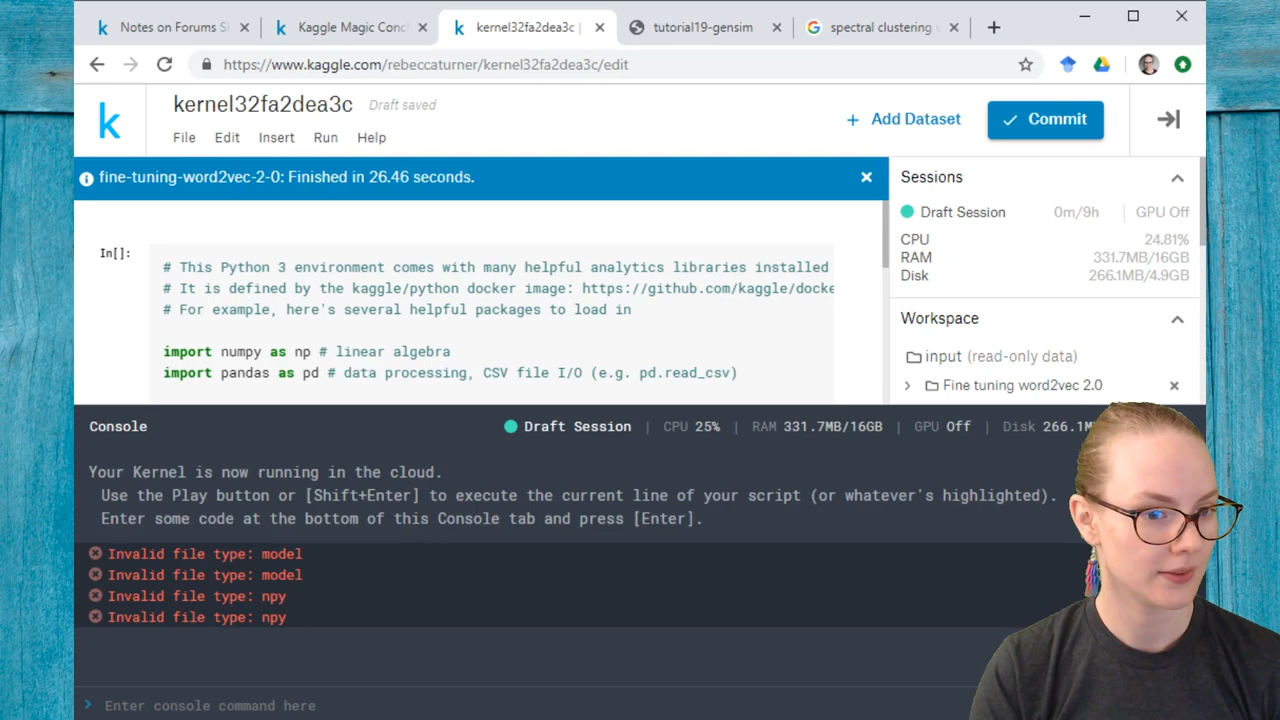 Notes on Forums S
Kaggle Magic Conc
kernel32fa2dea3c |
tutorial19-gensim
spectral clustering
https://www.kaggle.com/rebeccaturner/kernel32fa2dea3c/edit
k
kernel32fa2dea3c Draft saved
File Edit Insert Run Help
+ Add Dataset
Commit
fine-tuning-word2vec-2-0: Finished in 26.46 seconds.
In[]:
# This Python 3 environment comes with many helpful analytics libraries installed
# It is defined by the kaggle/python docker image: https://github.com/kaggle/docke
# For example, here's several helpful packages to load in
import numpy as np # linear algebra
import pandas as pd # data processing, CSV file I/O (e.g. pd.read_csv)
Sessions
Draft Session 0m/9h GPU Off
CPU 24.81%
RAM 331.7MB/16GB
Disk 266.1MB/4.9GB
Workspace
input (read-only data)
Fine tuning word2vec 2.0
Console
Draft Session | CPU 25% | RAM 331.7MB/16GB | GPU Off | Disk 266.1M
Your Kernel is now running in the cloud.
Use the Play button or [Shift+Enter] to execute the current line of your script (or whatever's highlighted).
Enter some code at the bottom of this Console tab and press [Enter].
Invalid file type: model
Invalid file type: model
Invalid file type: npy
Invalid file type: npy
Enter console command here